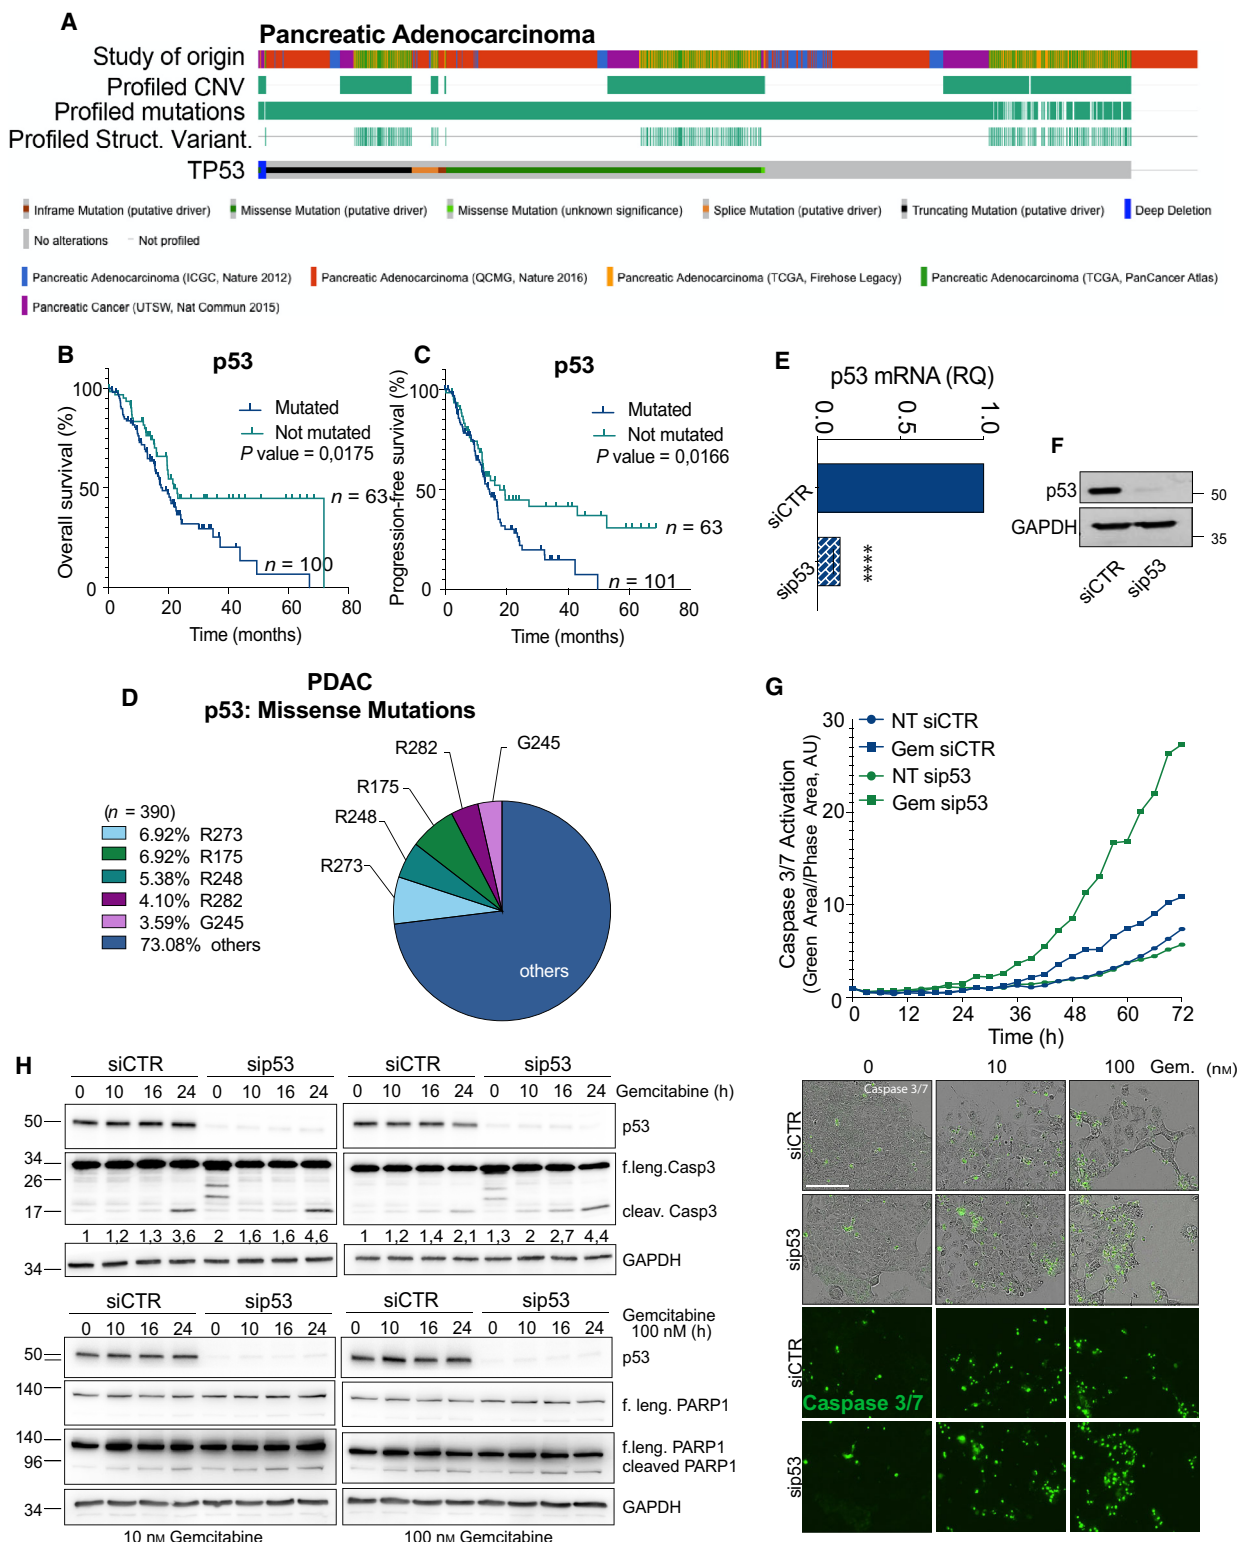 A
Pancreatic Adenocarcinoma
Study of origin
Profiled CNV
Profiled mutations
Profiled Struct. Variant.
TP53
Inframe Mutation (putative driver) Missense Mutation (putative driver) Missense Mutation (unknown significance) Splice Mutation (putative driver) Truncating Mutation (putative driver) Deep Deletion
No alterations Not profiled
Pancreatic Adenocarcinoma (ICGC, Nature 2012) Pancreatic Adenocarcinoma (QCMG, Nature 2016) Pancreatic Adenocarcinoma (TCGA, Firehose Legacy) Pancreatic Adenocarcinoma (TCGA, PanCancer Atlas)
Pancreatic Cancer (UTSW, Nat Commun 2015)
B
p53
Overall survival (%)
100
50
0
0 20 40 60 80
Time (months)
Mutated
Not mutated
P value = 0,0175
n = 63
n = 100
C
p53
Progression-free survival (%)
100
50
0
0 20 40 60 80
Time (months)
Mutated
Not mutated
P value = 0,0166
n = 63
n = 101
E
p53 mRNA (RQ)
0.0 0.5 1.0
siCTR
sip53
****
F
p53
50
GAPDH
35
siCTR sip53
D
PDAC
p53: Missense Mutations
(n = 390)
6.92% R273
6.92% R175
5.38% R248
4.10% R282
3.59% G245
73.08% others
R282
G245
R175
R248
R273
others
G
Caspase 3/7 Activation
(Green Area//Phase Area, AU)
30
20
10
0
0 12 24 36 48 60 72
Time (h)
NT siCTR
Gem siCTR
NT sip53
Gem sip53
0 10 100 Gem. (nM)
siCTR
Caspase 3/7
sip53
siCTR
Caspase 3/7
sip53
H
siCTR sip53 siCTR sip53
0 10 16 24 0 10 16 24 0 10 16 24 0 10 16 24 Gemcitabine (h)
50 p53
34 f.leng.Casp3
26
17 cleav. Casp3
1 1,2 1,3 3,6 2 1,6 1,6 4,6 1 1,2 1,4 2,1 1,3 2 2,7 4,4
34 GAPDH
siCTR sip53 siCTR sip53
Gemcitabine
100 nM (h)
0 10 16 24 0 10 16 24 0 10 16 24 0 10 16 24
50 p53
140 f. leng. PARP1
140 f.leng. PARP1
96 cleaved PARP1
34 GAPDH
10 nM Gemcitabine 100 nM Gemcitabine